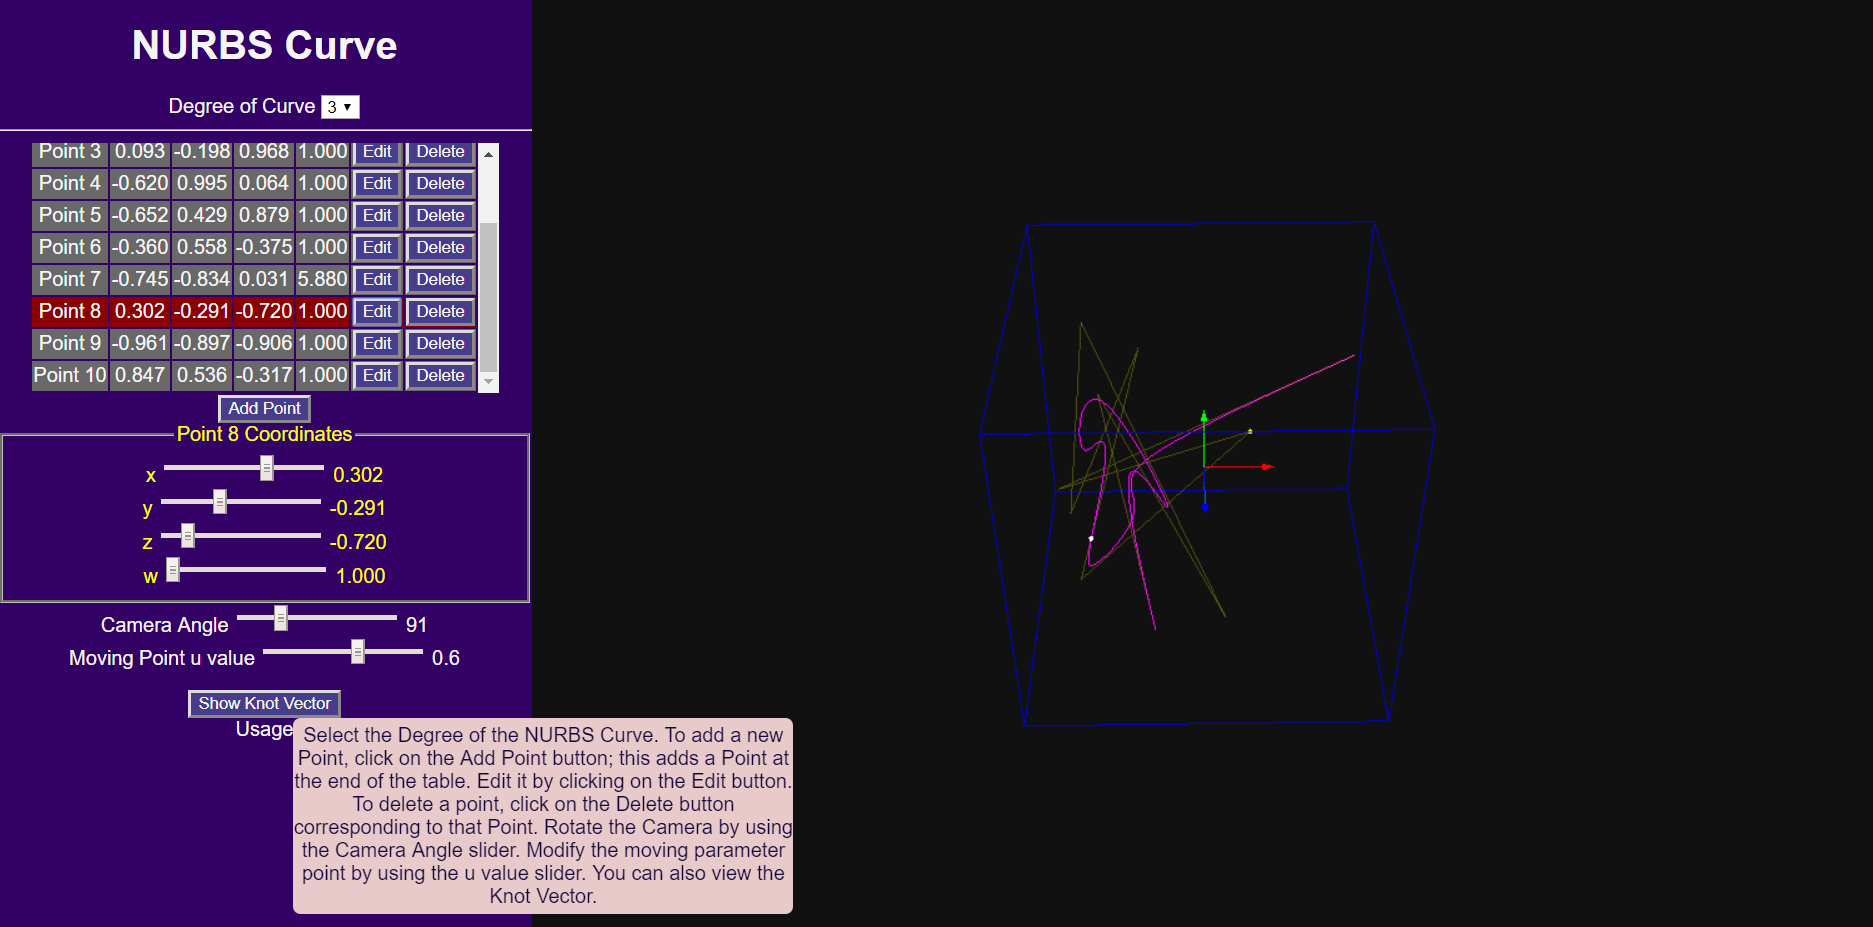 NURBS Curve
Degree of Curve 3
Point 3 0.093 -0.198 0.968 1.000 Edit Delete
Point 4 -0.620 0.995 0.064 1.000 Edit Delete
Point 5 -0.652 0.429 0.879 1.000 Edit Delete
Point 6 -0.360 0.558 -0.375 1.000 Edit Delete
Point 7 -0.745 -0.834 0.031 5.880 Edit Delete
Point 8 0.302 -0.291 -0.720 1.000 Edit Delete
Point 9 -0.961 -0.897 -0.906 1.000 Edit Delete
Point 10 0.847 0.536 -0.317 1.000 Edit Delete
Add Point
Point 8 Coordinates
x 0.302
y -0.291
z -0.720
w 1.000
Camera Angle 91
Moving Point u value 0.6
Show Knot Vector
Usage
Select the Degree of the NURBS Curve. To add a new
Point, click on the Add Point button; this adds a Point at
the end of the table. Edit it by clicking on the Edit button.
To delete a point, click on the Delete button
corresponding to that Point. Rotate the Camera by using
the Camera Angle slider. Modify the moving parameter
point by using the u value slider. You can also view the
Knot Vector.